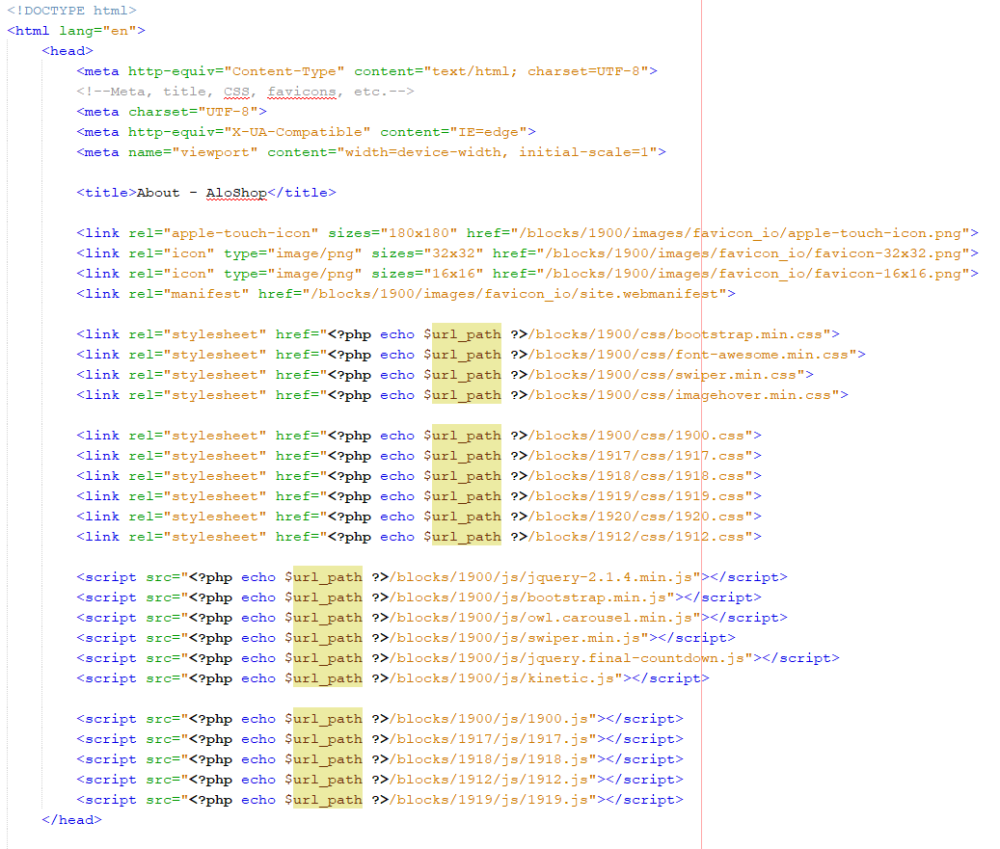 <!DOCTYPE html>
<html lang="en">
<head>
<meta http-equiv="Content-Type" content="text/html; charset=UTF-8">
<!--Meta, title, CSS, favicons, etc.-->
<meta charset="UTF-8">
<meta http-equiv="X-UA-Compatible" content="IE=edge">
<meta name="viewport" content="width=device-width, initial-scale=1">
<title>About - AloShop</title>
<link rel="apple-touch-icon" sizes="180x180" href="/blocks/1900/images/favicon_io/apple-touch-icon.png">
<link rel="icon" type="image/png" sizes="32x32" href="/blocks/1900/images/favicon_io/favicon-32x32.png">
<link rel="icon" type="image/png" sizes="16x16" href="/blocks/1900/images/favicon_io/favicon-16x16.png">
<link rel="manifest" href="/blocks/1900/images/favicon_io/site.webmanifest">
<link rel="stylesheet" href="<?php echo $url_path ?>/blocks/1900/css/bootstrap.min.css">
<link rel="stylesheet" href="<?php echo $url_path ?>/blocks/1900/css/font-awesome.min.css">
<link rel="stylesheet" href="<?php echo $url_path ?>/blocks/1900/css/swiper.min.css">
<link rel="stylesheet" href="<?php echo $url_path ?>/blocks/1900/css/imagehover.min.css">
<link rel="stylesheet" href="<?php echo $url_path ?>/blocks/1900/css/1900.css">
<link rel="stylesheet" href="<?php echo $url_path ?>/blocks/1917/css/1917.css">
<link rel="stylesheet" href="<?php echo $url_path ?>/blocks/1918/css/1918.css">
<link rel="stylesheet" href="<?php echo $url_path ?>/blocks/1919/css/1919.css">
<link rel="stylesheet" href="<?php echo $url_path ?>/blocks/1920/css/1920.css">
<link rel="stylesheet" href="<?php echo $url_path ?>/blocks/1912/css/1912.css">
<script src="<?php echo $url_path ?>/blocks/1900/js/jquery-2.1.4.min.js"></script>
<script src="<?php echo $url_path ?>/blocks/1900/js/bootstrap.min.js"></script>
<script src="<?php echo $url_path ?>/blocks/1900/js/owl.carousel.min.js"></script>
<script src="<?php echo $url_path ?>/blocks/1900/js/swiper.min.js"></script>
<script src="<?php echo $url_path ?>/blocks/1900/js/jquery.final-countdown.js"></script>
<script src="<?php echo $url_path ?>/blocks/1900/js/kinetic.js"></script>
<script src="<?php echo $url_path ?>/blocks/1900/js/1900.js"></script>
<script src="<?php echo $url_path ?>/blocks/1917/js/1917.js"></script>
<script src="<?php echo $url_path ?>/blocks/1918/js/1918.js"></script>
<script src="<?php echo $url_path ?>/blocks/1912/js/1912.js"></script>
<script src="<?php echo $url_path ?>/blocks/1919/js/1919.js"></script>
</head>